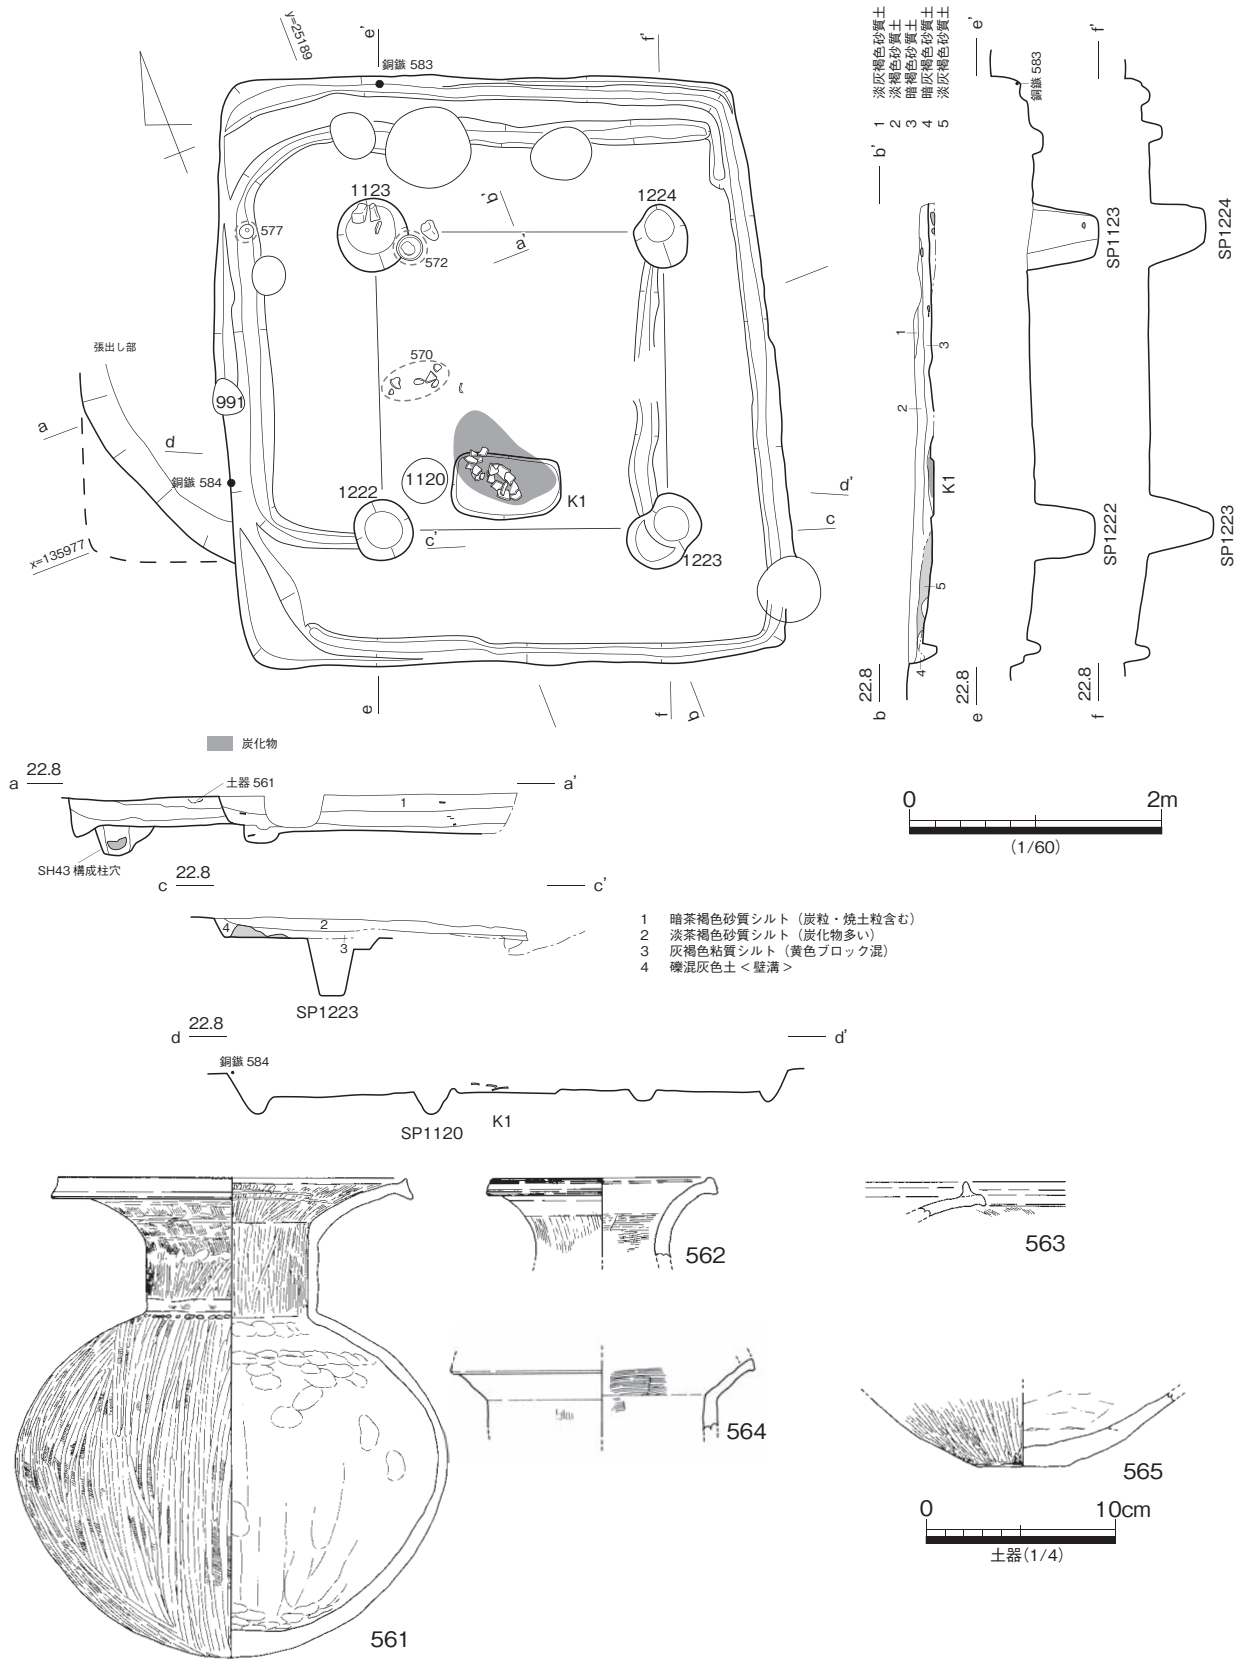 y=25189
e'
f'
銅鏃 583
1123
1224
b'
a'
577
572
張出し部
570
991
a
d
銅鏃 584
1120
K1
1222
d'
c
c'
1223
x=135977
e
f
b
1 淡灰褐色砂質土
2 淡褐色砂質土
3 暗褐色砂質土
4 暗灰褐色砂質土
5 淡灰褐色砂質土
b'
1
2
3
K1
5
4
22.8
b
e'
銅鏃 583
SP1123
SP1222
22.8
e
f'
SP1224
SP1223
22.8
f
炭化物
a 22.8
a'
土器 561
1
SH43 構成柱穴
0 2m
(1/60)
c 22.8
c'
4
2
3
SP1223
1 暗茶褐色砂質シルト(炭粒・焼土粒含む)
2 淡茶褐色砂質シルト(炭化物多い)
3 灰褐色粘質シルト(黄色ブロック混)
4 礫混灰色土<壁溝>
d 22.8
d'
銅鏃 584
SP1120
K1
562
563
564
565
561
0 10cm
土器(1/4)